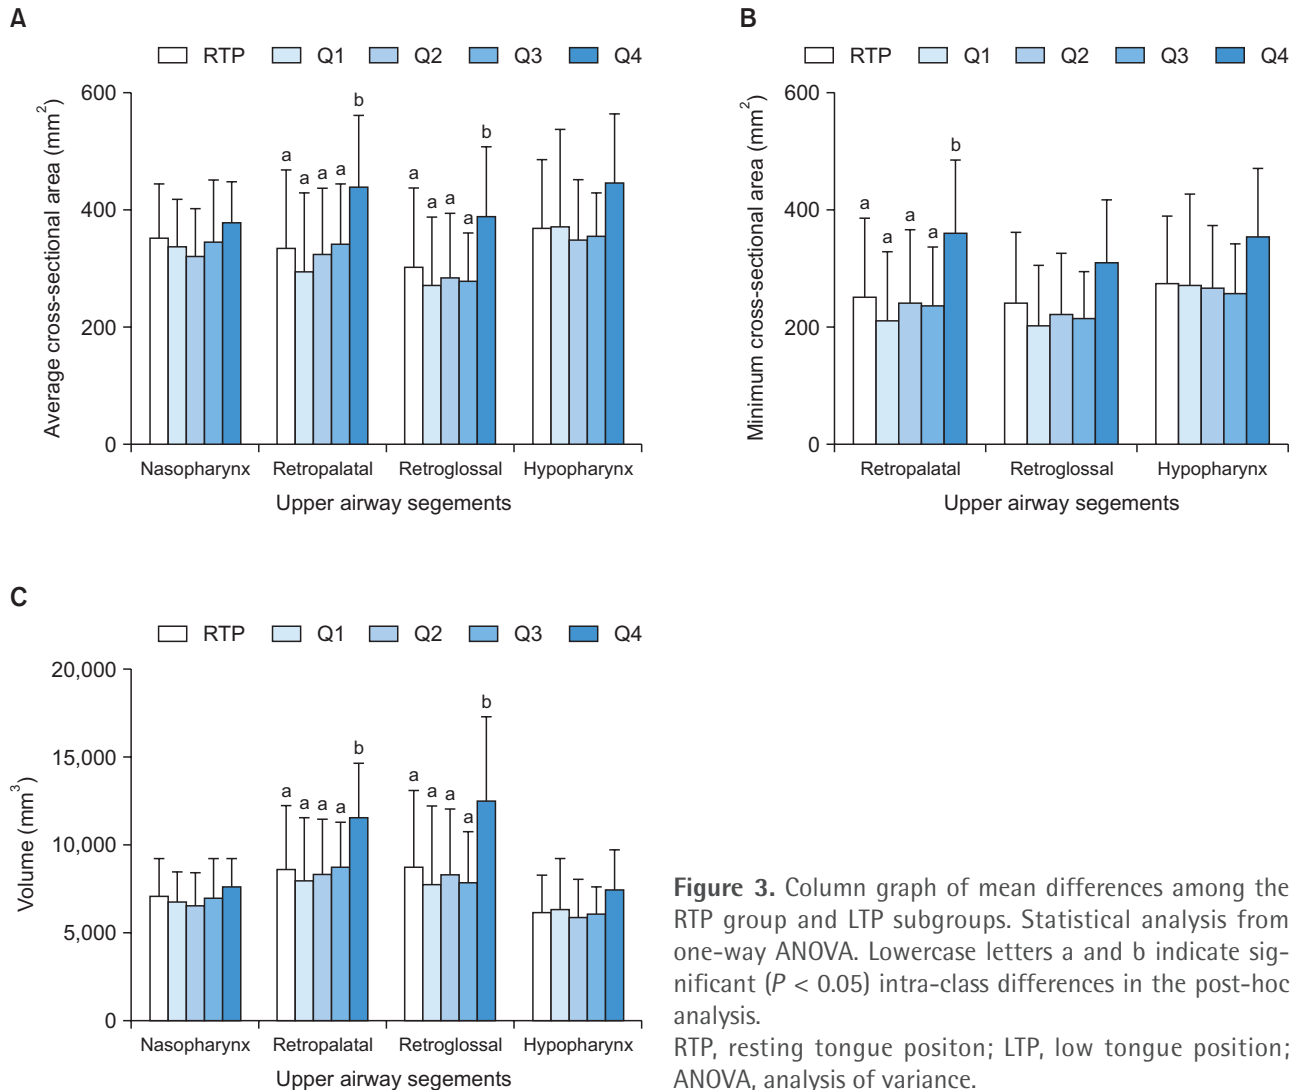 A
RTP Q1 Q2 Q3 Q4
Average cross-sectional area (mm²)
600
400
200
0
a a a a b
a a a a b
Nasopharynx Retropalatal Retroglossal Hypopharynx
Upper airway segements
B
RTP Q1 Q2 Q3 Q4
Minimum cross-sectional area (mm²)
600
400
200
0
a a a a b
Retropalatal Retroglossal Hypopharynx
Upper airway segements
C
RTP Q1 Q2 Q3 Q4
Volume (mm³)
20,000
15,000
10,000
5,000
0
a a a a b
a a a a b
Nasopharynx Retropalatal Retroglossal Hypopharynx
Upper airway segements
Figure 3. Column graph of mean differences among the
RTP group and LTP subgroups. Statistical analysis from
one-way ANOVA. Lowercase letters a and b indicate sig-
nificant (P < 0.05) intra-class differences in the post-hoc
analysis.
RTP, resting tongue positon; LTP, low tongue position;
ANOVA, analysis of variance.